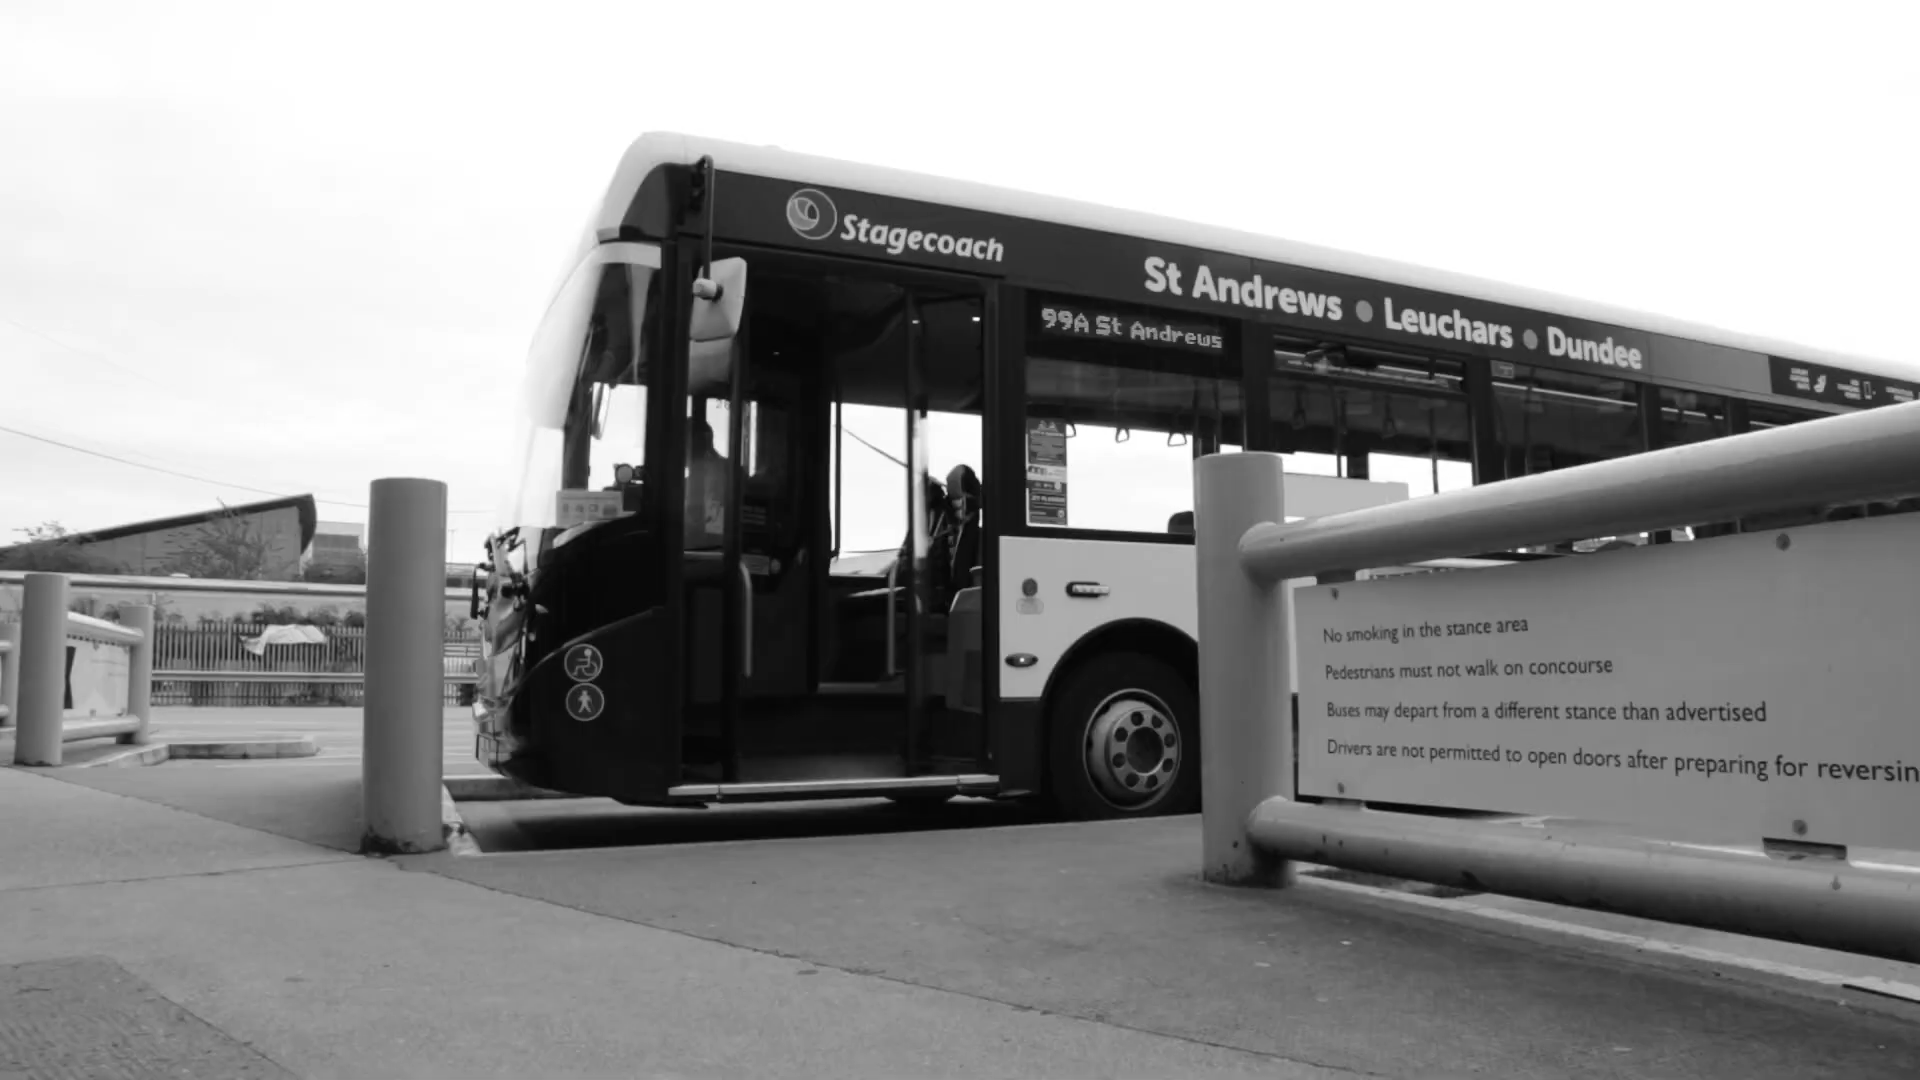 Stagecoach
St Andrews • Leuchars • Dundee
99A St Andrews
No smoking in the stance area
Pedestrians must not walk on concourse
Buses may depart from a different stance than advertised
Drivers are not permitted to open doors after preparing for reversin